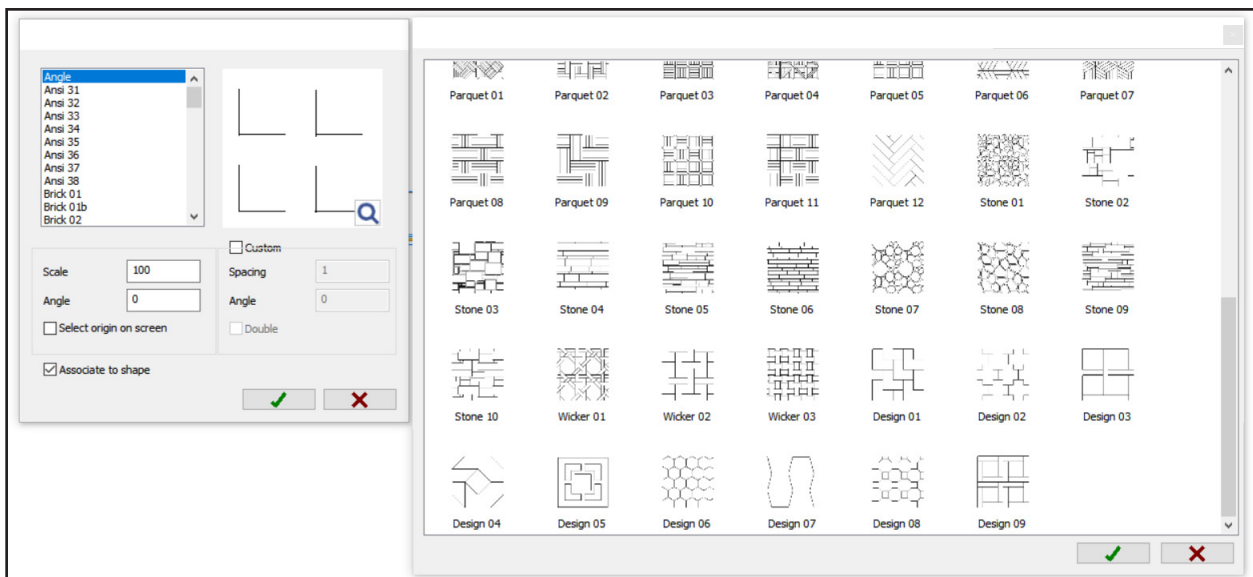 Angle
Ansi 31
Ansi 32
Ansi 33
Ansi 34
Ansi 35
Ansi 36
Ansi 37
Ansi 38
Brick 01
Brick 01b
Brick 02
Scale 100
Angle 0
Select origin on screen
Custom
Spacing 1
Angle 0
Double
Associate to shape
Parquet 01 Parquet 02 Parquet 03 Parquet 04 Parquet 05 Parquet 06 Parquet 07
Parquet 08 Parquet 09 Parquet 10 Parquet 11 Parquet 12 Stone 01 Stone 02
Stone 03 Stone 04 Stone 05 Stone 06 Stone 07 Stone 08 Stone 09
Stone 10 Wicker 01 Wicker 02 Wicker 03 Design 01 Design 02 Design 03
Design 04 Design 05 Design 06 Design 07 Design 08 Design 09